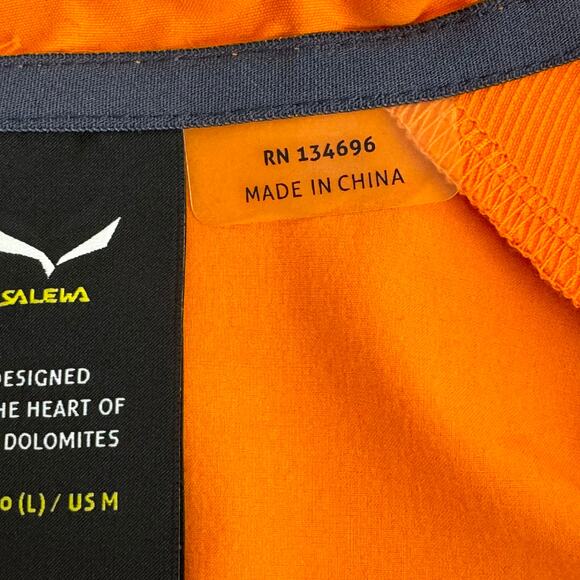 RN 134696
MADE IN CHINA
SALEWA
DESIGNED
HE HEART OF
DOLOMITES
0 (L) / US M